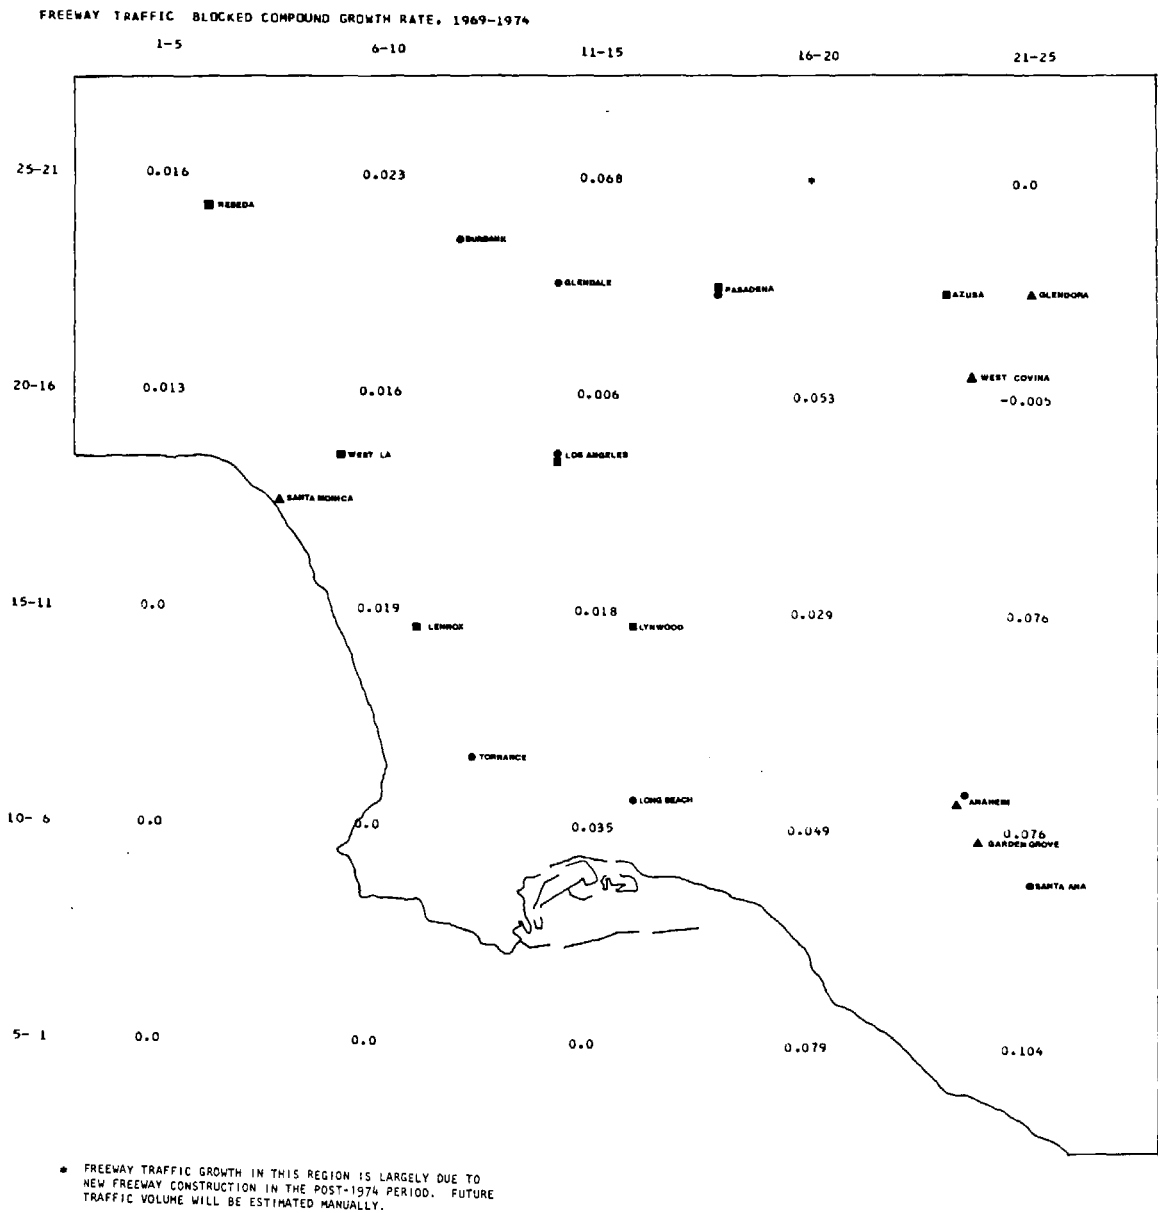 FREEWAY TRAFFIC BLOCKED COMPOUND GROWTH RATE, 1969-1974
1-5 6-10 11-15 16-20 21-25
25-21 0.016 0.023 0.068 * 0.0
RESEDA
BURBANK
GLENDALE
PASADENA
AZUSA
GLENDORA
WEST COVINA
20-16 0.013 0.016 0.006 0.053 -0.005
WEST LA
LOS ANGELES
SANTA MONICA
15-11 0.0 0.019 0.018 0.029 0.076
LENNOX
LYNWOOD
TORRANCE
LONG BEACH
ANAHEIM
10- 6 0.0 0.0 0.035 0.049 0.076
GARDEN GROVE
SANTA ANA
5- 1 0.0 0.0 0.0 0.079 0.104
* FREEWAY TRAFFIC GROWTH IN THIS REGION IS LARGELY DUE TO
NEW FREEWAY CONSTRUCTION IN THE POST-1974 PERIOD. FUTURE
TRAFFIC VOLUME WILL BE ESTIMATED MANUALLY.